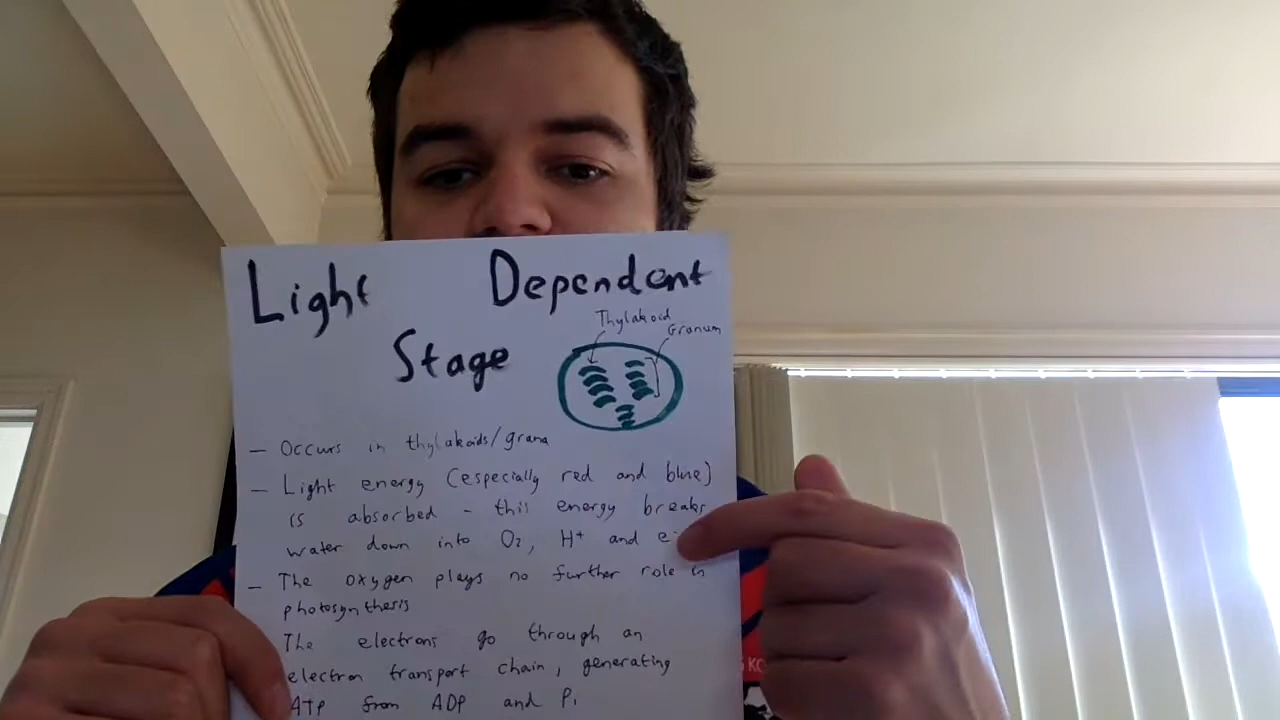 Light Dependent
Stage
Thylakoid
Granum
- Occurs in thylakoids/grana
- Light energy (especially red and blue)
is absorbed - this energy breaks
water down into O₂, H⁺ and e⁻
- The oxygen plays no further role in
photosynthesis
The electrons go through an
electron transport chain, generating
ATP from ADP and Pi